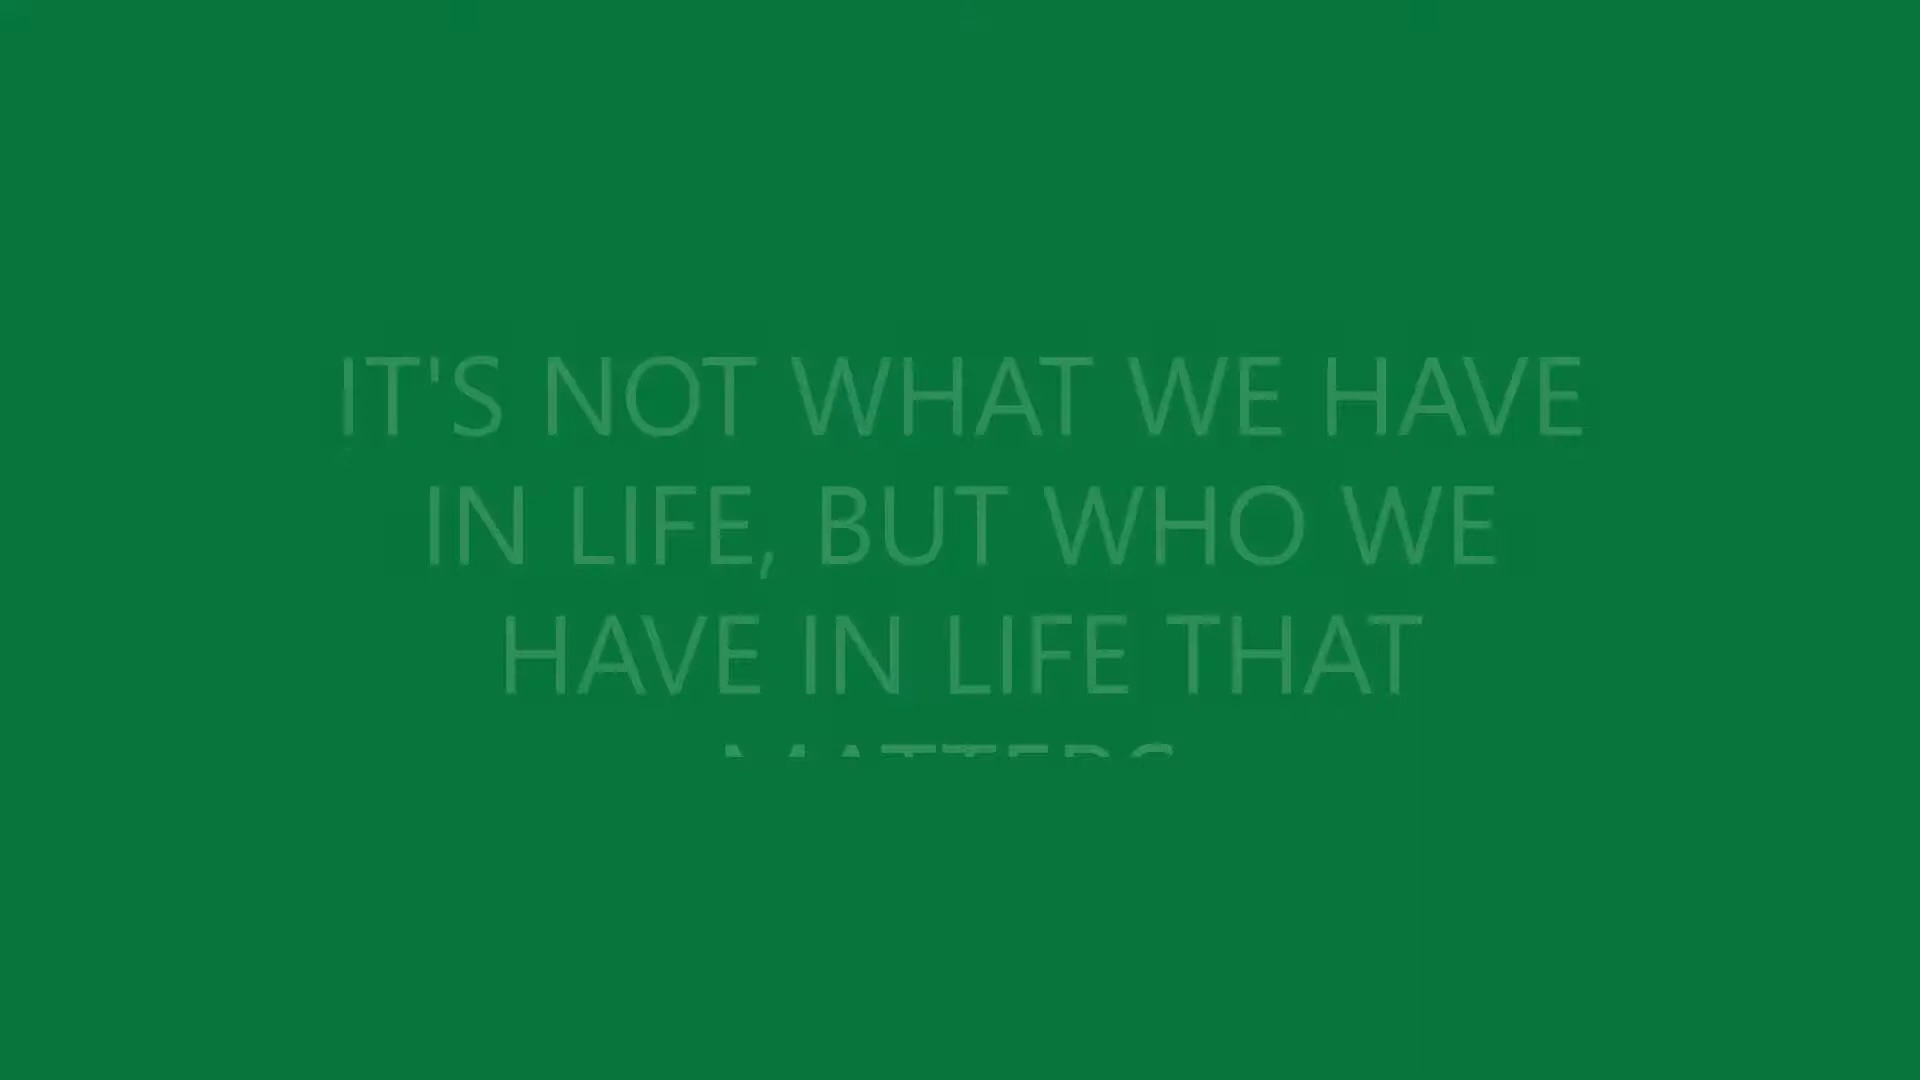 IT'S NOT WHAT WE HAVE
IN LIFE, BUT WHO WE
HAVE IN LIFE THAT
MATTERS